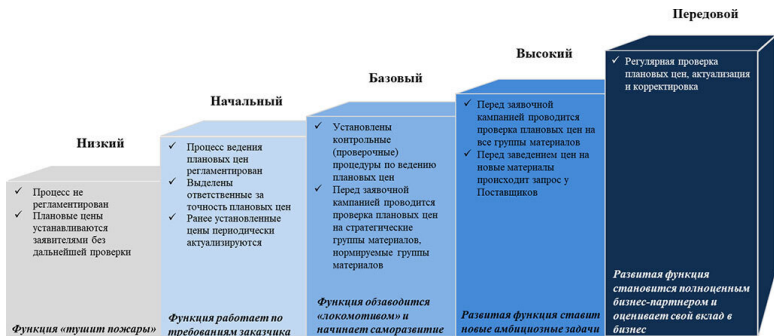 Низкий
Процесс не
регламентирован
Плановые цены
устанавливаются
заявителями без
дальнейшей проверки
Функция «тушит пожары»
Начальный
Процесс ведения
плановых цен
регламентирован
Выделены
ответственные за
точность плановых цен
Ранее установленные
цены периодически
актуализируются
Функция работает по
требованиям заказчика
Базовый
Установлены
контрольные
(проверочные)
процедуры по ведению
плановых цен
Перед заявочной
кампанией проводится
проверка плановых цен
на стратегические
группы материалов,
нормируемые группы
материалов
Функция обзаводится
«локомотивом» и
начинает саморазвитие
Высокий
Перед заявочной
кампанией проводится
проверка плановых цен на
все группы материалов
Перед заведением цен на
новые материалы
происходит запрос у
Поставщиков
Развитая функция ставит
новые амбициозные задачи
Передовой
Регулярная проверка
плановых цен, актуализация
и корректировка
Развитая функция
становится полноценным
бизнес-партнером и
оценивает свой вклад в
бизнес